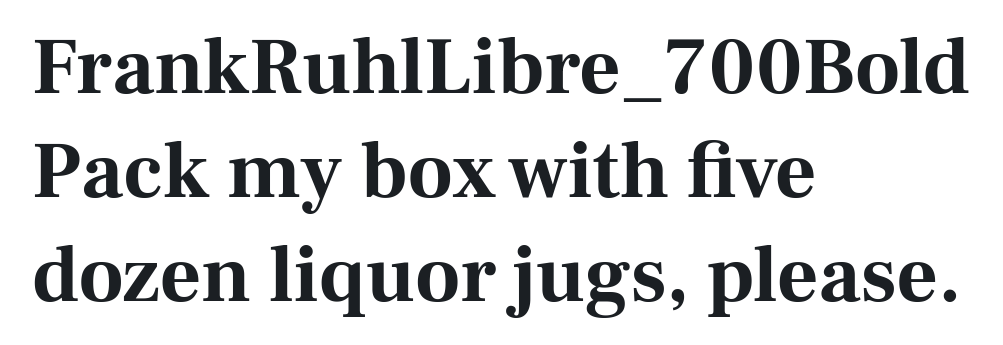 FrankRuhlLibre_700Bold
Pack my box with five
dozen liquor jugs, please.